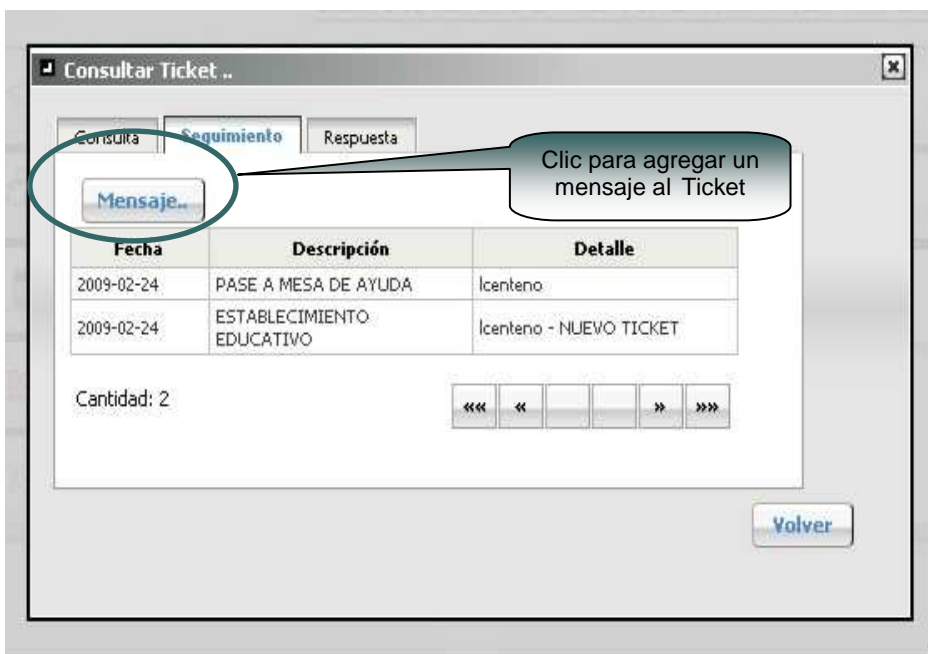 Consultar Ticket ..
Consulta Seguimiento Respuesta
Clic para agregar un
mensaje al Ticket
Mensaje..
Fecha Descripción Detalle
2009-02-24 PASE A MESA DE AYUDA lcenteno
2009-02-24 ESTABLECIMIENTO
EDUCATIVO lcenteno - NUEVO TICKET
Cantidad: 2 «« « » »»
Volver